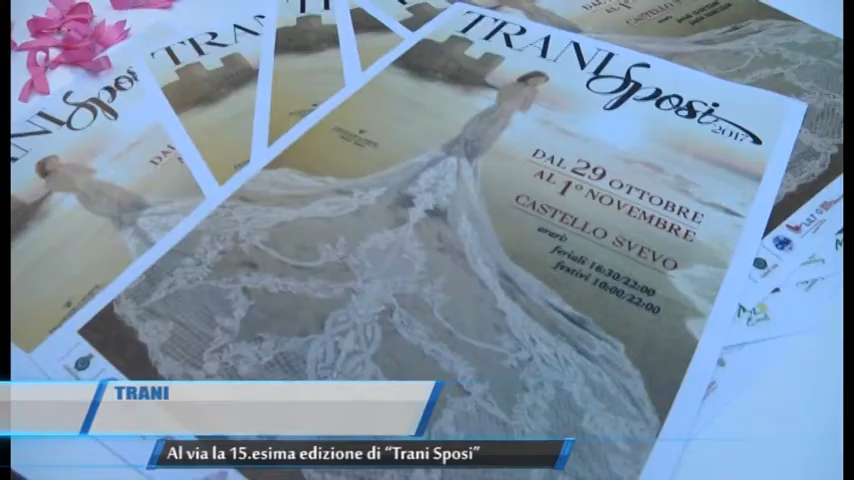 TRANI Sposi
2017
DAL 29 OTTOBRE
AL 1° NOVEMBRE
CASTELLO SVEVO
orari:
feriali 16:30/22:00
festivi 10:00/22:00
TRANI
Al via la 15.esima edizione di “Trani Sposi”